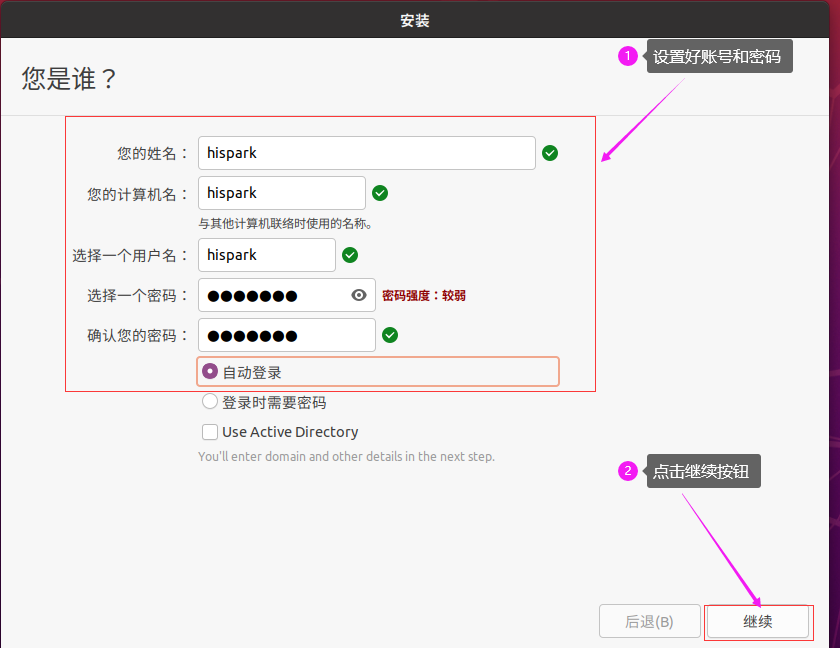 安装
1 设置好账号和密码
您是谁？
您的姓名： hispark
您的计算机名： hispark
与其他计算机联络时使用的名称。
选择一个用户名： hispark
选择一个密码： ●●●●●●● 密码强度：较弱
确认您的密码： ●●●●●●●
自动登录
登录时需要密码
Use Active Directory
You'll enter domain and other details in the next step.
2 点击继续按钮
后退(B) 继续